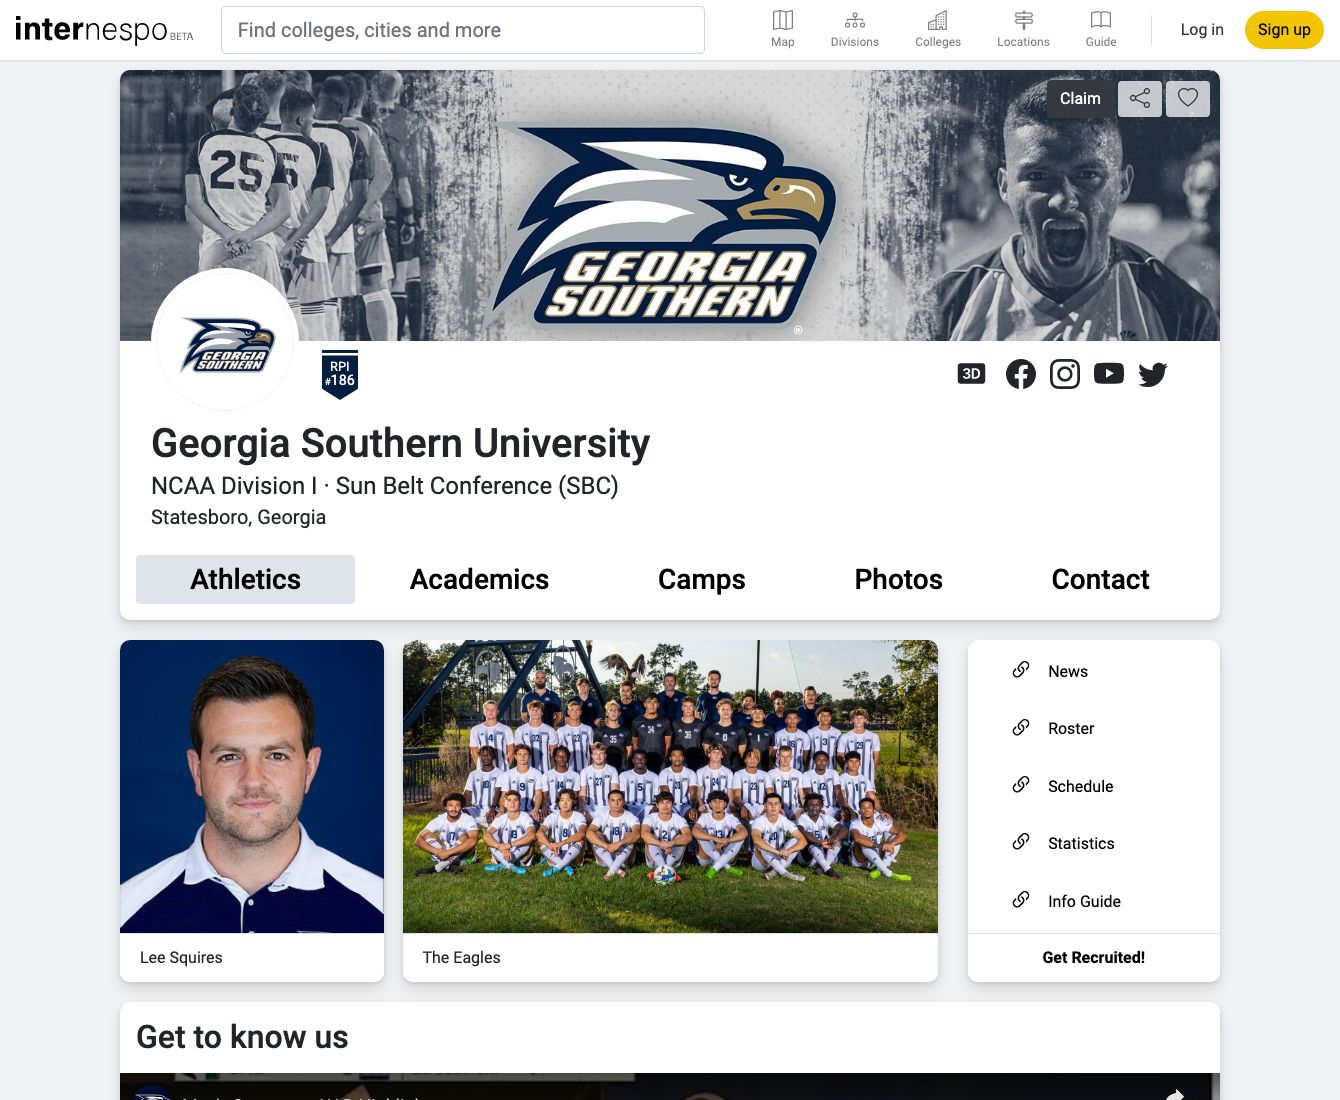 internespo BETA
Find colleges, cities and more
Map
Divisions
Colleges
Locations
Guide
Log in
Sign up
25
Claim
GEORGIA
SOUTHERN
®
GEORGIA
SOUTHERN
RPI
#186
3D
Georgia Southern University
NCAA Division I · Sun Belt Conference (SBC)
Statesboro, Georgia
Athletics
Academics
Camps
Photos
Contact
News
Roster
Schedule
Statistics
Info Guide
Lee Squires
The Eagles
Get Recruited!
Get to know us